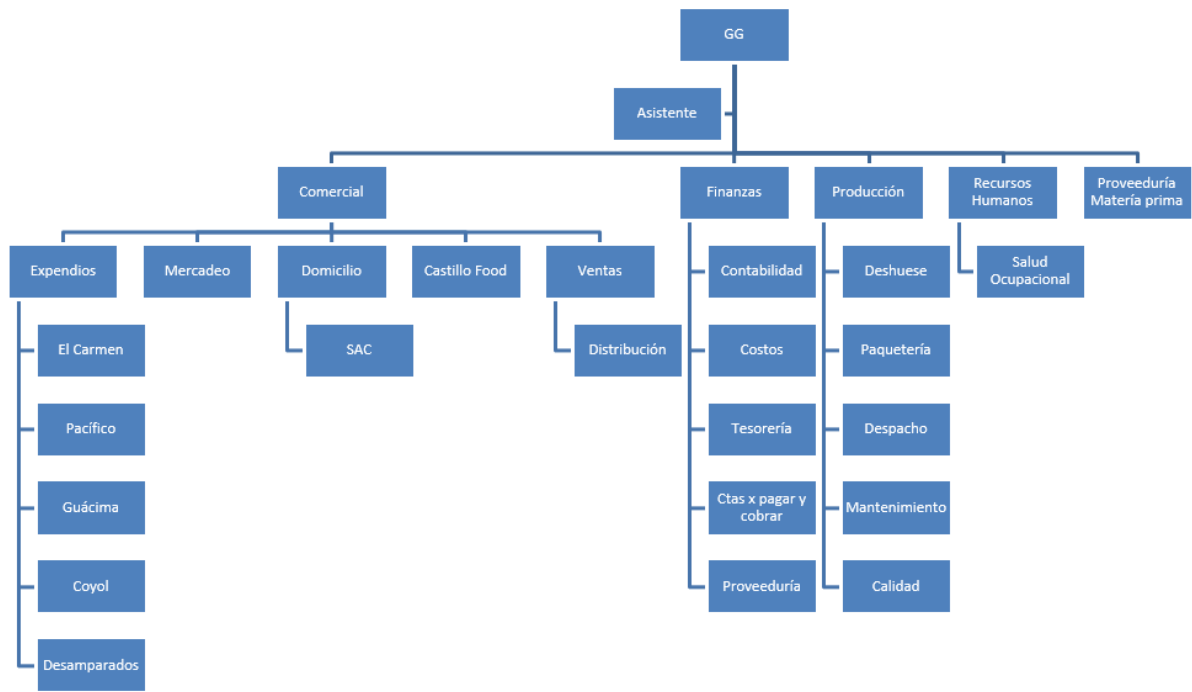 GG
Asistente
Comercial
Finanzas
Producción
Recursos
Humanos
Proveeduría
Matería prima
Expendios
Mercadeo
Domicilio
Castillo Food
Ventas
Contabilidad
Deshuese
Salud
Ocupacional
El Carmen
SAC
Distribución
Costos
Paquetería
Pacífico
Tesorería
Despacho
Guácima
Ctas x pagar y
cobrar
Mantenimiento
Coyol
Proveeduría
Calidad
Desamparados